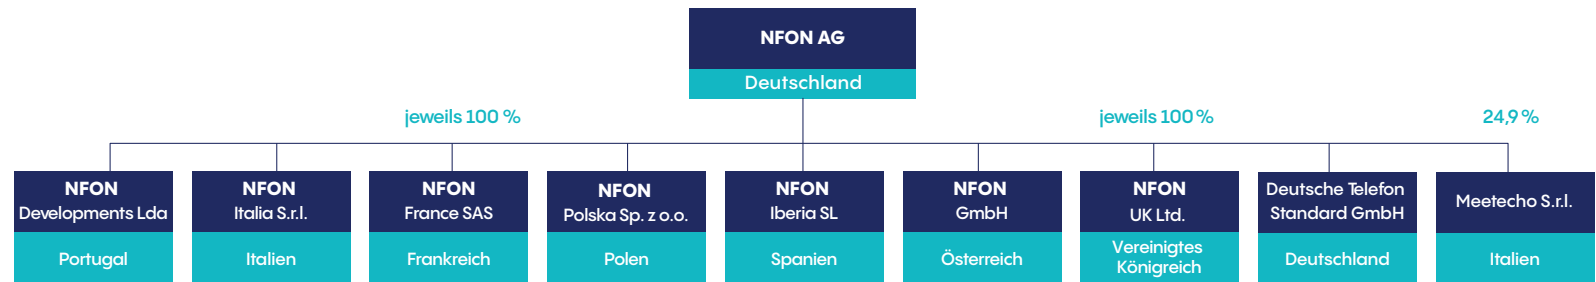 NFON AG
Deutschland
jeweils 100 %
jeweils 100 %
24,9 %
NFON
Developments Lda
Portugal
NFON
Italia S.r.l.
Italien
NFON
France SAS
Frankreich
NFON
Polska Sp. z o.o.
Polen
NFON
Iberia SL
Spanien
NFON
GmbH
Österreich
NFON
UK Ltd.
Vereinigtes
Königreich
Deutsche Telefon
Standard GmbH
Deutschland
Meetecho S.r.l.
Italien